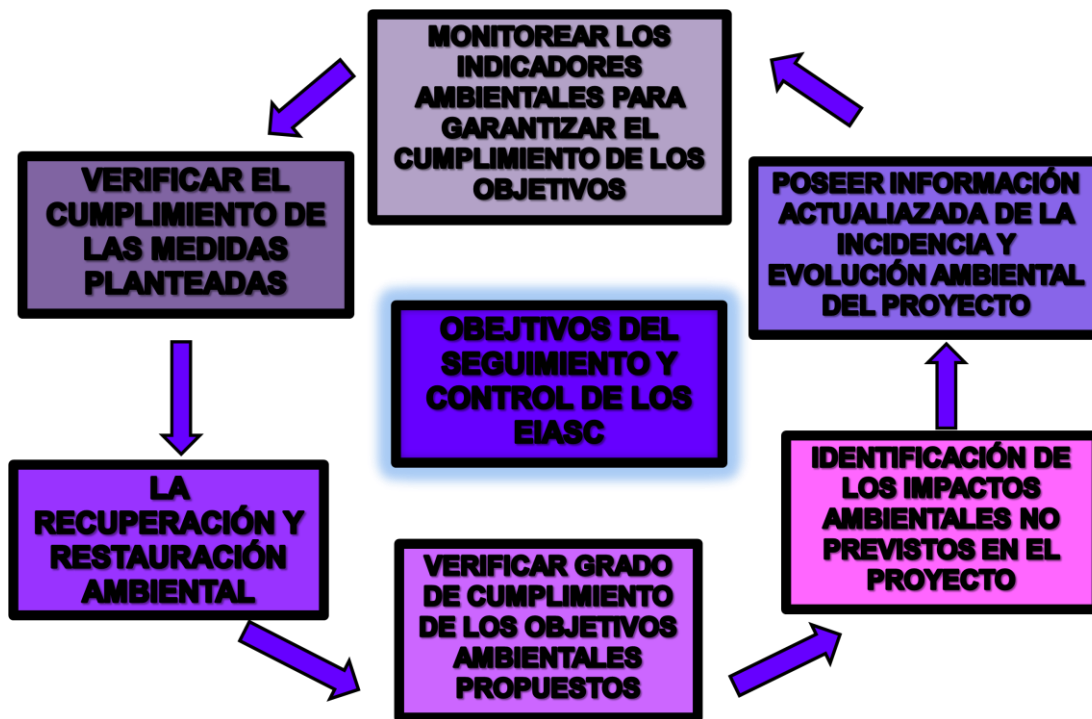 MONITOREAR LOS
INDICADORES
AMBIENTALES PARA
GARANTIZAR EL
CUMPLIMIENTO DE LOS
OBJETIVOS
VERIFICAR EL
CUMPLIMIENTO DE
LAS MEDIDAS
PLANTEADAS
POSEER INFORMACIÓN
ACTUALIAZADA DE LA
INCIDENCIA Y
EVOLUCIÓN AMBIENTAL
DEL PROYECTO
OBEJTIVOS DEL
SEGUIMIENTO Y
CONTROL DE LOS
EIASC
LA
RECUPERACIÓN Y
RESTAURACIÓN
AMBIENTAL
IDENTIFICACIÓN DE
LOS IMPACTOS
AMBIENTALES NO
PREVISTOS EN EL
PROYECTO
VERIFICAR GRADO
DE CUMPLIMIENTO
DE LOS OBJETIVOS
AMBIENTALES
PROPUESTOS